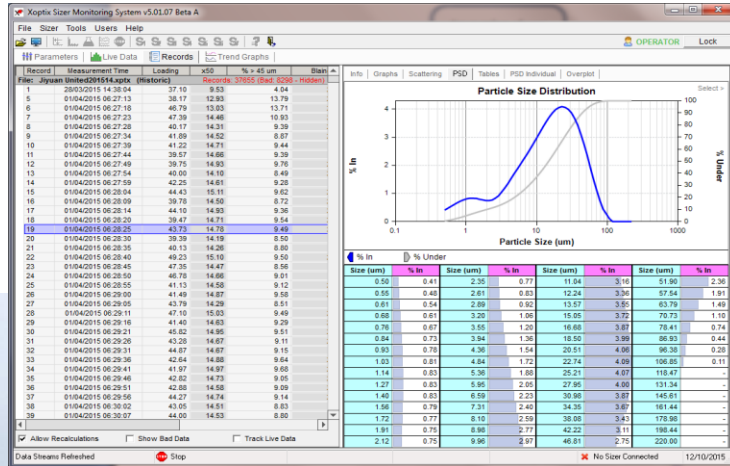 Xoptix Sizer Monitoring System v5.01.07 Beta A
File Sizer Tools Users Help
OPERATOR Lock
Parameters Live Data Records Trend Graphs
Record Measurement Time Loading x50 % > 45 um Blain
File: Jiyuan United201514.xptx (Historic) Records: 37655 (Bad: 8296 - Hidden)
1 28/03/2015 14:38:04 37.10 9.53 4.04
5 01/04/2015 06:27:13 38.17 12.93 13.79
6 01/04/2015 06:27:18 46.79 13.03 13.71
7 01/04/2015 06:27:23 47.39 14.46 10.93
8 01/04/2015 06:27:28 40.17 14.31 9.39
9 01/04/2015 06:27:34 41.89 14.52 8.87
10 01/04/2015 06:27:39 41.22 14.71 9.44
11 01/04/2015 06:27:44 39.57 14.66 9.39
12 01/04/2015 06:27:49 39.75 14.93 9.76
13 01/04/2015 06:27:54 40.00 14.10 8.49
14 01/04/2015 06:27:59 42.25 14.61 9.28
15 01/04/2015 06:28:04 44.43 15.11 9.62
16 01/04/2015 06:28:09 39.78 14.50 8.72
17 01/04/2015 06:28:14 44.10 14.93 9.36
18 01/04/2015 06:28:20 39.47 14.71 9.54
19 01/04/2015 06:28:25 43.73 14.78 9.49
20 01/04/2015 06:28:30 39.39 14.19 8.50
21 01/04/2015 06:28:35 40.13 14.26 8.80
22 01/04/2015 06:28:40 49.23 15.10 9.50
23 01/04/2015 06:28:45 47.35 14.47 8.56
24 01/04/2015 06:28:50 46.78 14.66 9.01
25 01/04/2015 06:28:55 41.13 14.58 9.12
26 01/04/2015 06:29:00 41.49 14.87 9.58
27 01/04/2015 06:29:05 43.79 14.29 8.51
28 01/04/2015 06:29:11 47.10 15.03 9.49
29 01/04/2015 06:29:16 41.40 14.63 9.29
30 01/04/2015 06:29:21 45.82 14.95 9.51
31 01/04/2015 06:29:26 43.28 14.67 9.11
32 01/04/2015 06:29:31 44.87 14.67 9.15
33 01/04/2015 06:29:36 42.64 14.88 9.64
34 01/04/2015 06:29:41 41.97 14.97 9.68
35 01/04/2015 06:29:46 42.82 14.73 9.05
36 01/04/2015 06:29:51 42.88 14.58 9.09
37 01/04/2015 06:29:56 44.27 14.74 9.14
38 01/04/2015 06:30:02 43.05 14.51 8.83
39 01/04/2015 06:30:07 44.00 14.53 8.80
Allow Recalculations Show Bad Data Track Live Data
Info Graphs Scattering PSD Tables PSD Individual Overplot
Particle Size Distribution Select >
% In
4
3
2
1
0
% Under
100
90
80
70
60
50
40
30
20
10
0
0.1 1 10 100 1000
Particle Size (um)
% In % Under
Size (um) % In Size (um) % In Size (um) % In Size (um) % In
0.50 0.41 2.35 0.77 11.04 3.16 51.90 2.36
0.55 0.48 2.61 0.83 12.24 3.36 57.54 1.91
0.61 0.54 2.89 0.92 13.57 3.55 63.79 1.49
0.68 0.61 3.20 1.06 15.05 3.72 70.73 1.10
0.76 0.67 3.55 1.20 16.68 3.87 78.41 0.74
0.84 0.73 3.94 1.36 18.50 3.99 86.93 0.44
0.93 0.78 4.36 1.54 20.51 4.06 96.38 0.28
1.03 0.81 4.84 1.72 22.74 4.09 106.85 0.11
1.14 0.83 5.36 1.88 25.21 4.07 118.47 -
1.27 0.83 5.95 2.05 27.95 4.00 131.34 -
1.40 0.83 6.59 2.23 30.98 3.87 145.61 -
1.56 0.79 7.31 2.40 34.35 3.67 161.44 -
1.72 0.77 8.10 2.59 38.08 3.43 178.98 -
1.91 0.75 8.98 2.77 42.22 3.11 198.44 -
2.12 0.75 9.96 2.97 46.81 2.75 220.00 -
Data Streams Refreshed Stop No Sizer Connected 12/10/2015